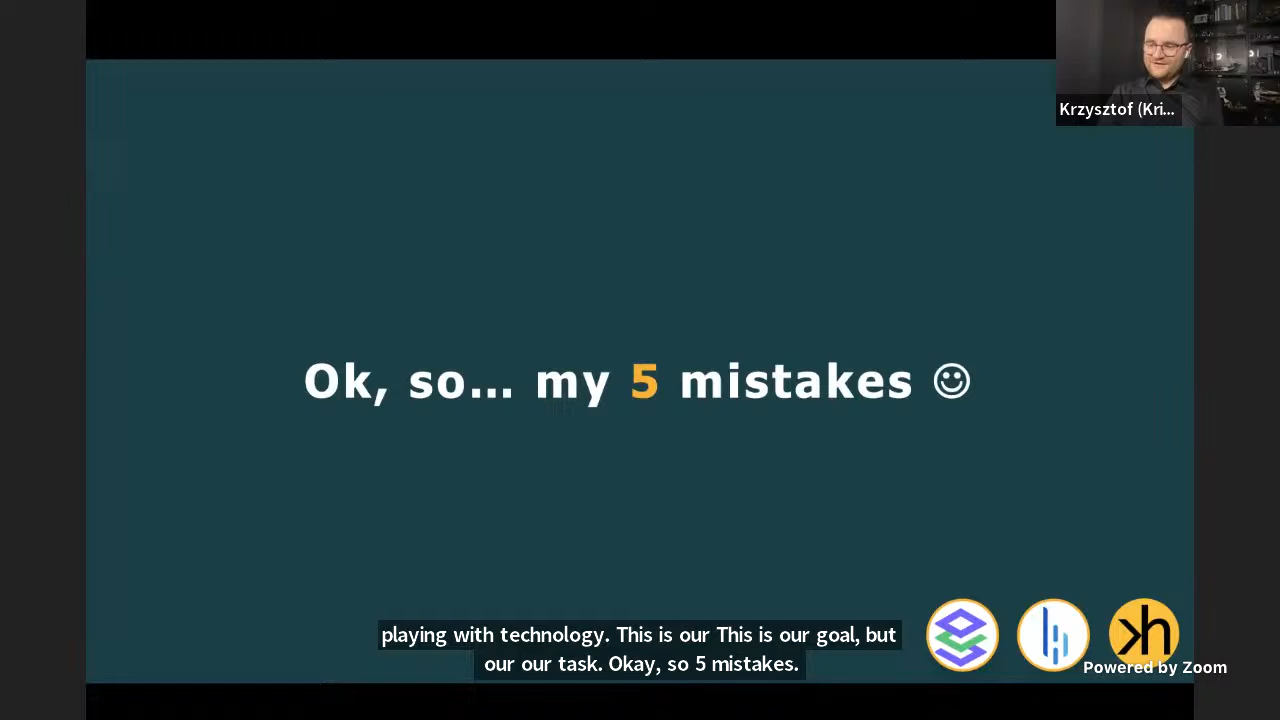 Krzysztof (Kri...
Ok, so... my 5 mistakes ☺
playing with technology. This is our This is our goal, but
our our task. Okay, so 5 mistakes.
kh
Powered by Zoom